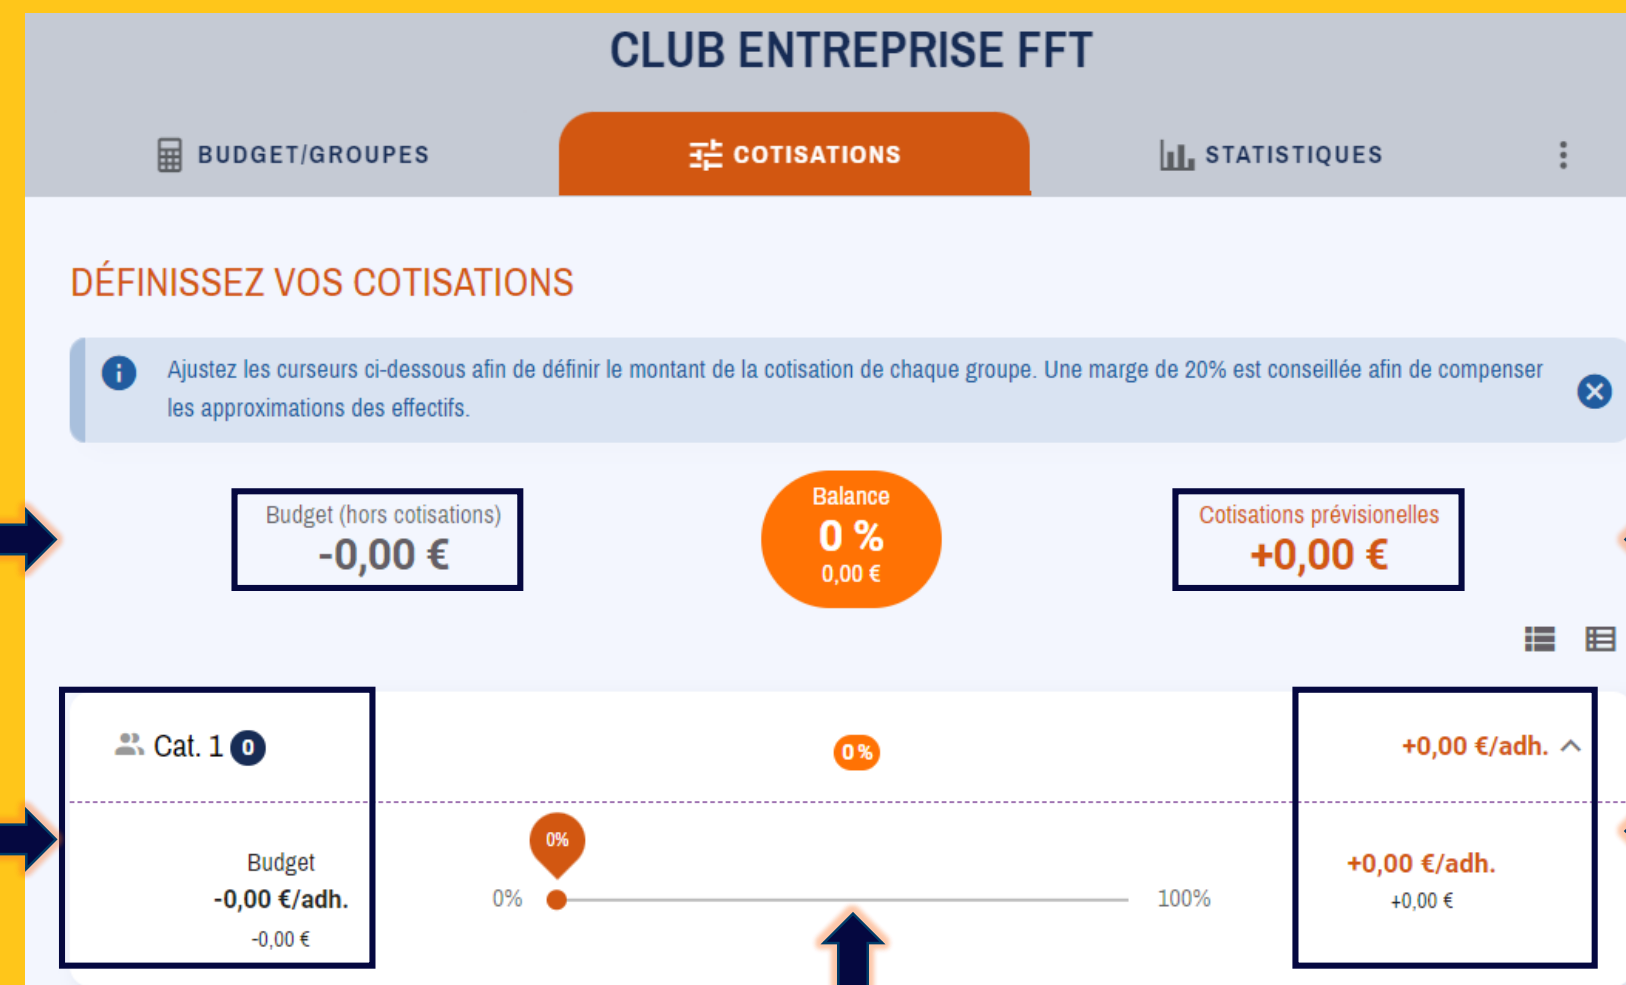 CLUB ENTREPRISE FFT
BUDGET/GROUPES
COTISATIONS
STATISTIQUES
DÉFINISSEZ VOS COTISATIONS
Ajustez les curseurs ci-dessous afin de définir le montant de la cotisation de chaque groupe. Une marge de 20% est conseillée afin de compenser
les approximations des effectifs.
Budget (hors cotisations)
-0,00 €
Balance
0 %
0,00 €
Cotisations prévisionelles
+0,00 €
Cat. 1 0
0 %
+0,00 €/adh.
Budget
-0,00 €/adh.
-0,00 €
0%
0%
100%
+0,00 €/adh.
+0,00 €